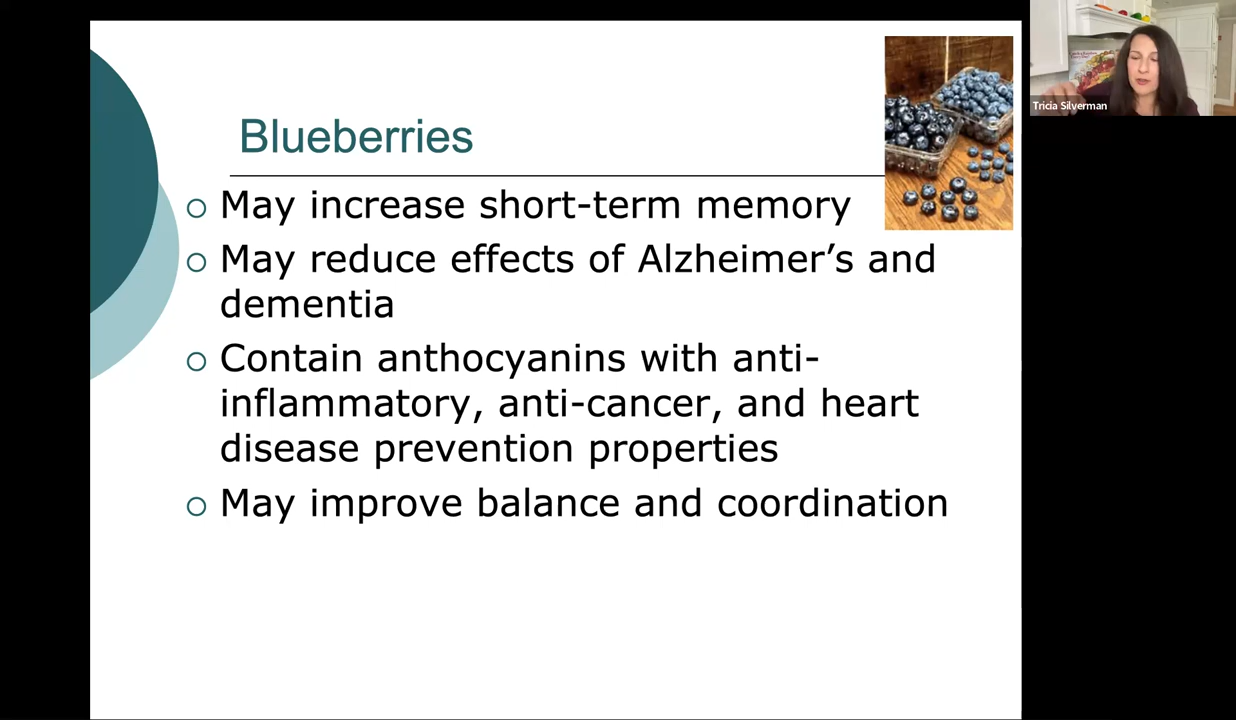 Blueberries
May increase short-term memory
May reduce effects of Alzheimer’s and
dementia
Contain anthocyanins with anti-
inflammatory, anti-cancer, and heart
disease prevention properties
May improve balance and coordination
Tricia Silverman